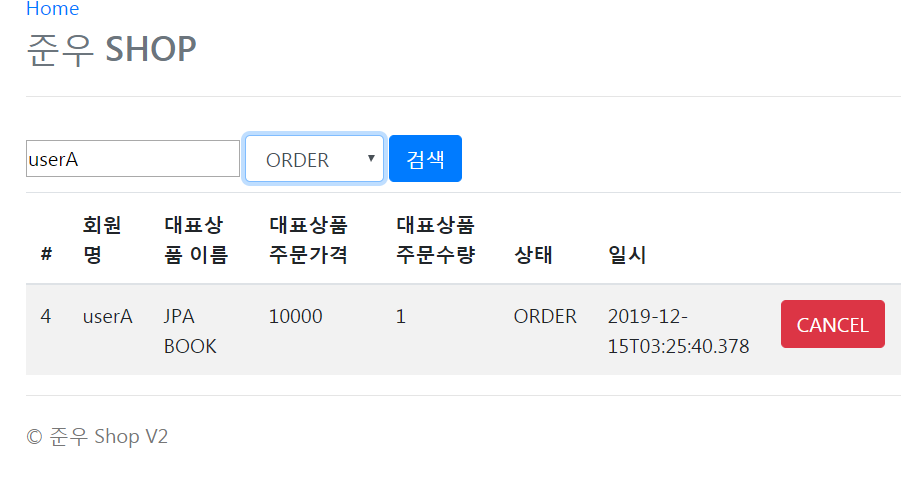 Home
준우 SHOP
userA ORDER 검색
# 회원명 대표상품 이름 대표상품 주문가격 대표상품 주문수량 상태 일시
4 userA JPA BOOK 10000 1 ORDER 2019-12-15T03:25:40.378 CANCEL
© 준우 Shop V2